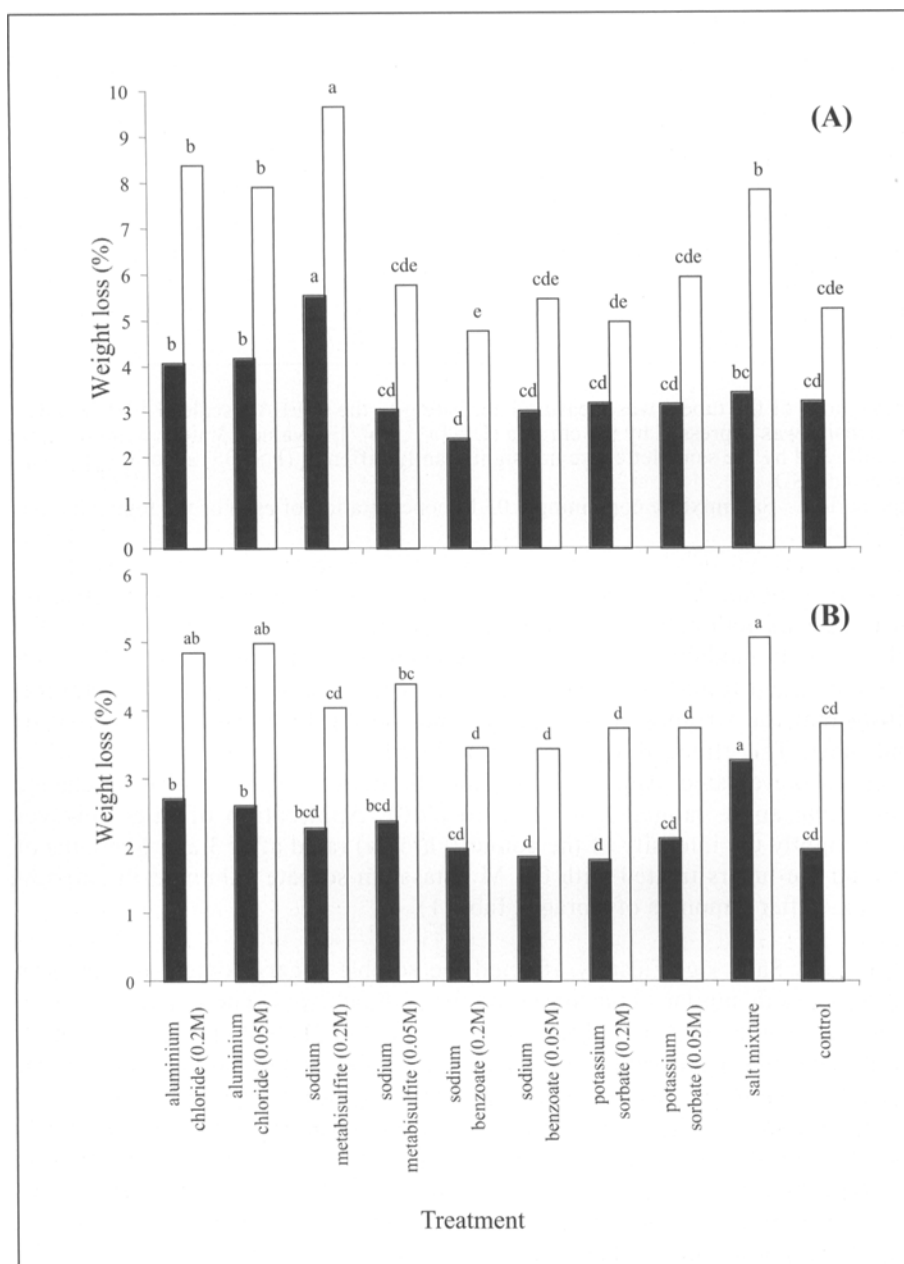 (A)
Weight loss (%)
10
9
8
7
6
5
4
3
2
1
0
b
b
b
b
a
a
cd
cde
d
e
cd
cde
cd
de
cd
cde
bc
b
cd
cde
(B)
Weight loss (%)
6
5
4
3
2
1
0
b
ab
b
ab
bcd
cd
bcd
bc
cd
d
d
d
d
d
cd
d
a
a
cd
cd
aluminium
chloride (0.2M)
aluminium
chloride (0.05M)
sodium
metabisulfite (0.2M)
sodium
metabisulfite (0.05M)
sodium
benzoate (0.2M)
sodium
benzoate (0.05M)
potassium
sorbate (0.2M)
potassium
sorbate (0.05M)
salt mixture
control
Treatment